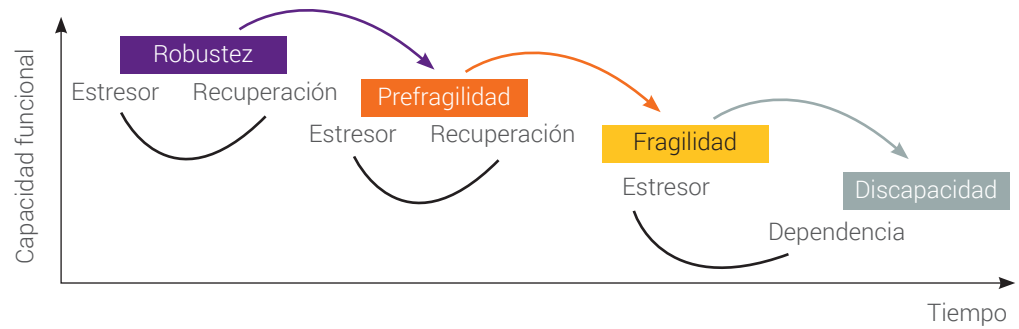 Capacidad funcional
Robustez
Estresor Recuperación
Prefragilidad
Estresor Recuperación
Fragilidad
Estresor
Discapacidad
Dependencia
Tiempo